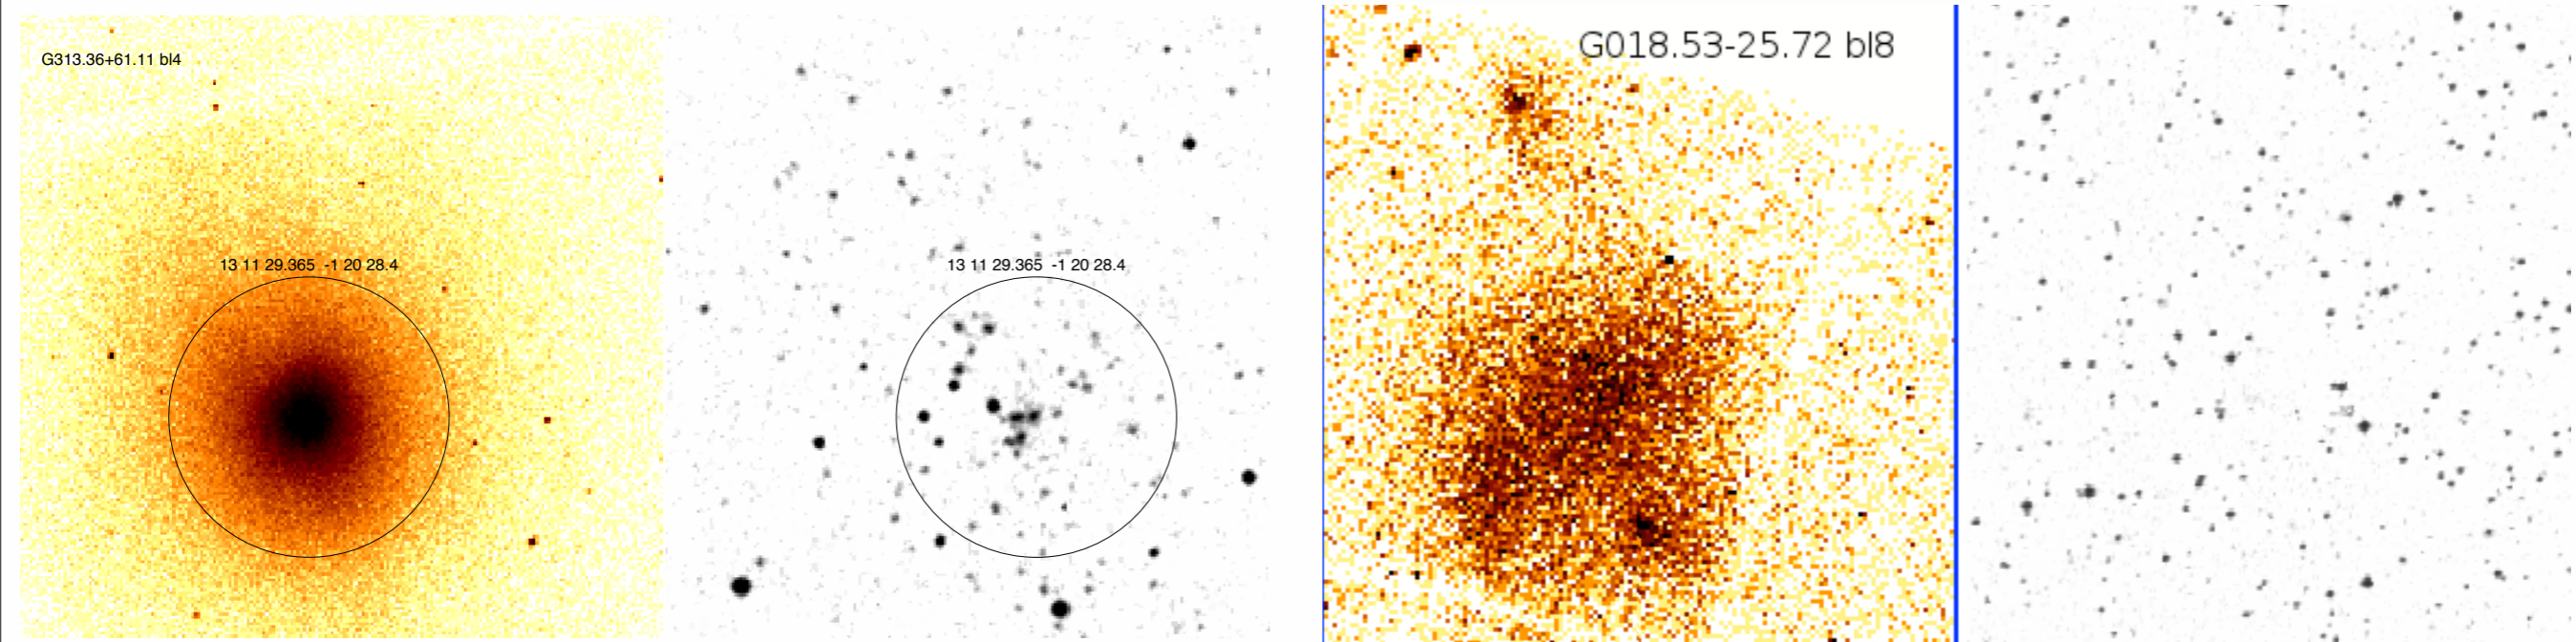 G313.36+61.11 bl4
13 11 29.365 -1 20 28.4
13 11 29.365 -1 20 28.4
G018.53-25.72 bl8